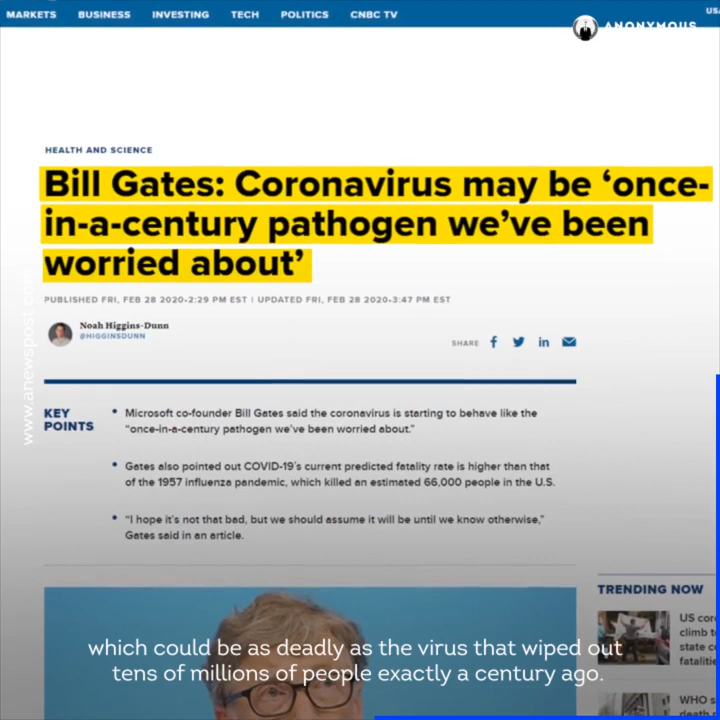 MARKETS BUSINESS INVESTING TECH POLITICS CNBC TV
ANONYMOUS
HEALTH AND SCIENCE
Bill Gates: Coronavirus may be ‘once-
in-a-century pathogen we’ve been
worried about’
PUBLISHED FRI, FEB 28 2020•2:29 PM EST | UPDATED FRI, FEB 28 2020•3:47 PM EST
Noah Higgins-Dunn
@HIGGINSDUNN
SHARE
www.anewspost.com
KEY
POINTS
• Microsoft co-founder Bill Gates said the coronavirus is starting to behave like the
“once-in-a-century pathogen we’ve been worried about.”
• Gates also pointed out COVID-19’s current predicted fatality rate is higher than that
of the 1957 influenza pandemic, which killed an estimated 66,000 people in the U.S.
• “I hope it’s not that bad, but we should assume it will be until we know otherwise,”
Gates said in an article.
TRENDING NOW
US
climb
state
WHO
which could be as deadly as the virus that wiped out
tens of millions of people exactly a century ago.